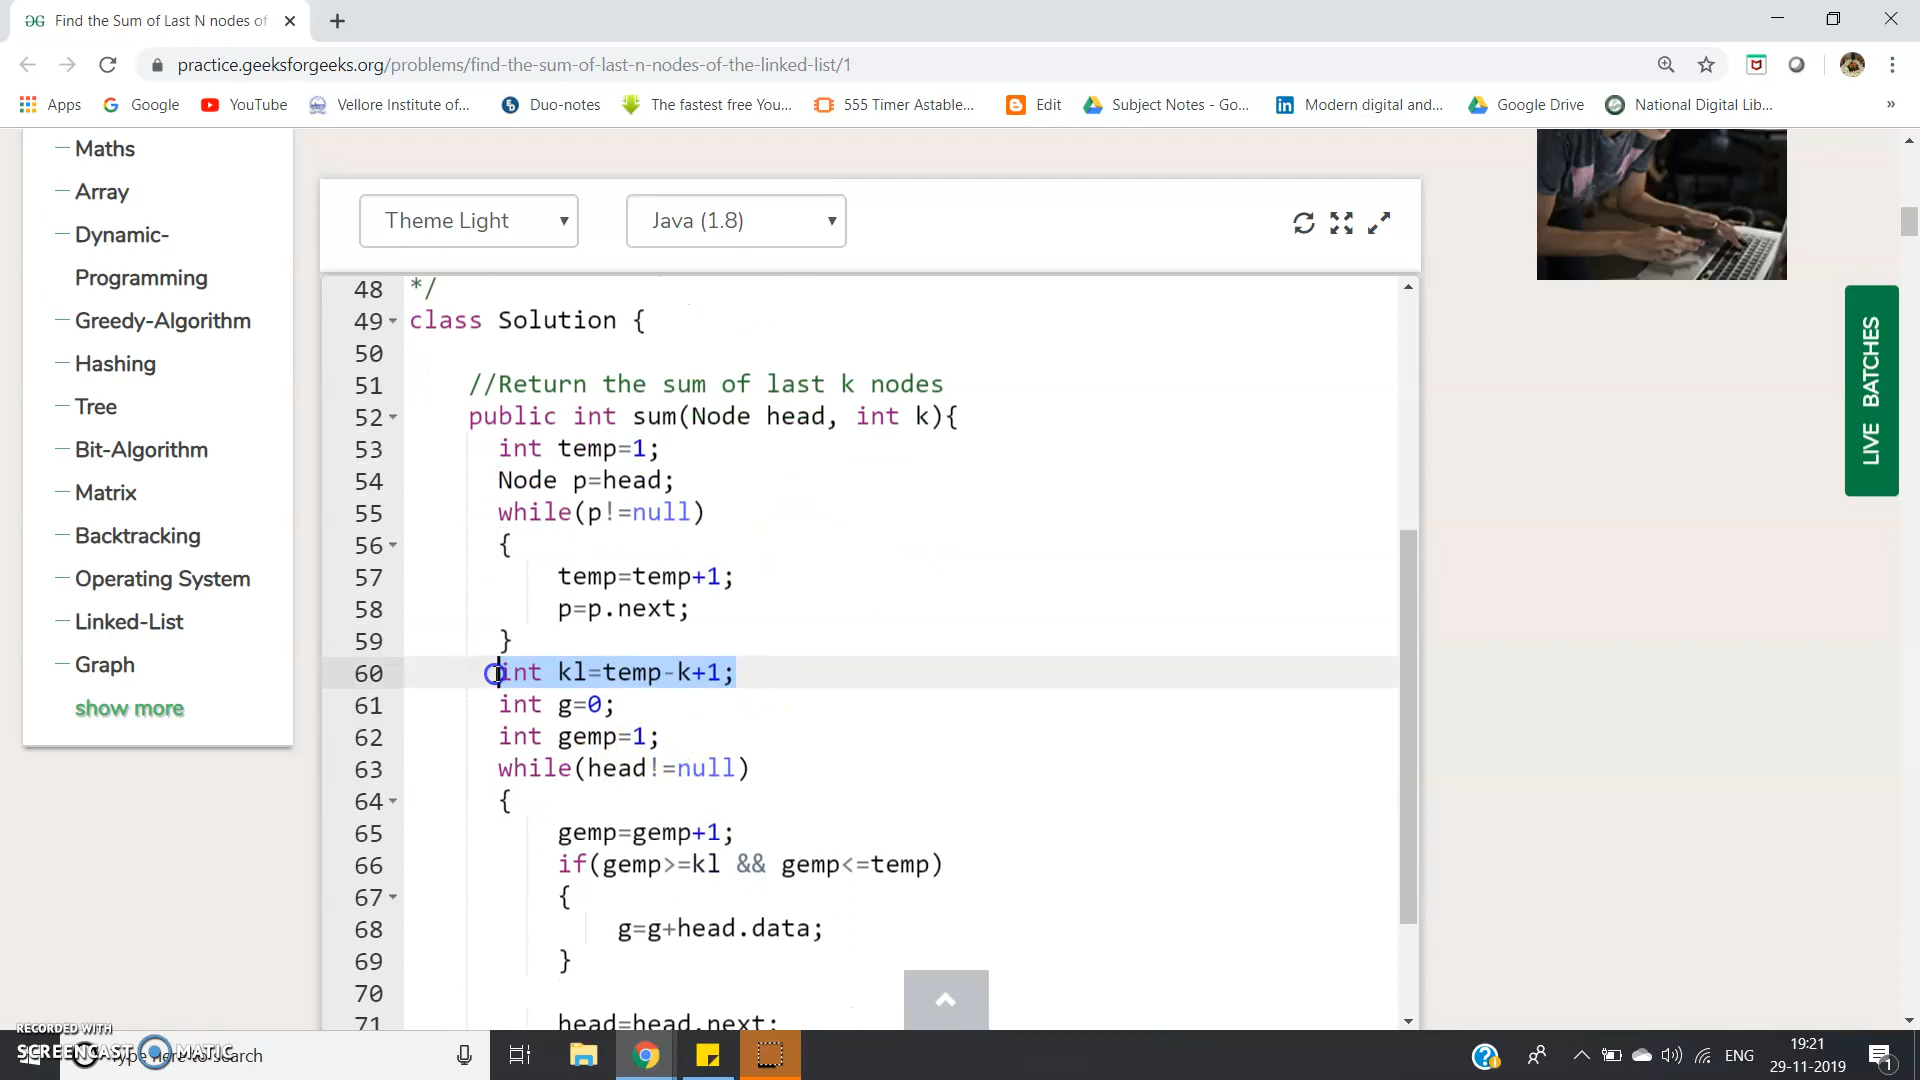 Find the Sum of Last N nodes of
practice.geeksforgeeks.org/problems/find-the-sum-of-last-n-nodes-of-the-linked-list/1
Apps Google YouTube Vellore Institute of... Duo-notes The fastest free You... 555 Timer Astable... Edit Subject Notes - Go... Modern digital and... Google Drive National Digital Lib... »
Maths
Array
Dynamic-
Programming
Greedy-Algorithm
Hashing
Tree
Bit-Algorithm
Matrix
Backtracking
Operating System
Linked-List
Graph
show more
Theme Light
Java (1.8)
48 */
49 class Solution {
50
51 //Return the sum of last k nodes
52 public int sum(Node head, int k){
53 int temp=1;
54 Node p=head;
55 while(p!=null)
56 {
57 temp=temp+1;
58 p=p.next;
59 }
60 int kl=temp-k+1;
61 int g=0;
62 int gemp=1;
63 while(head!=null)
64 {
65 gemp=gemp+1;
66 if(gemp>=kl && gemp<=temp)
67 {
68 g=g+head.data;
69 }
70
71 head=head.next;
LIVE BATCHES
RECORDED WITH
SCREENCAST MATIC
Type here to search
ENG
19:21
29-11-2019
1